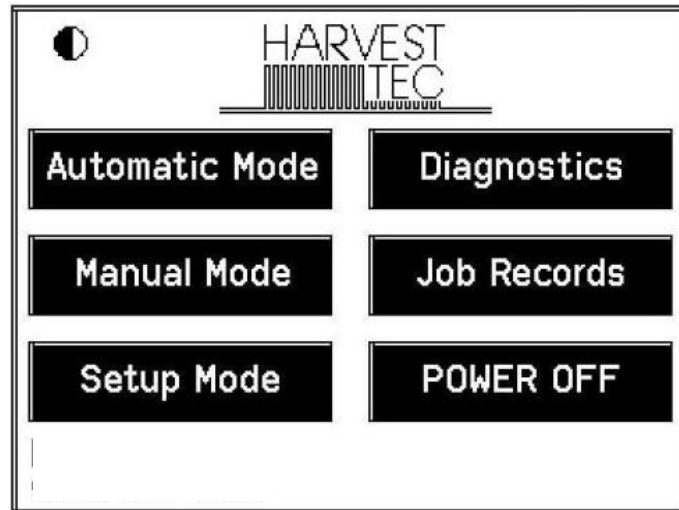 HARVEST
TEC
Automatic Mode
Diagnostics
Manual Mode
Job Records
Setup Mode
POWER OFF